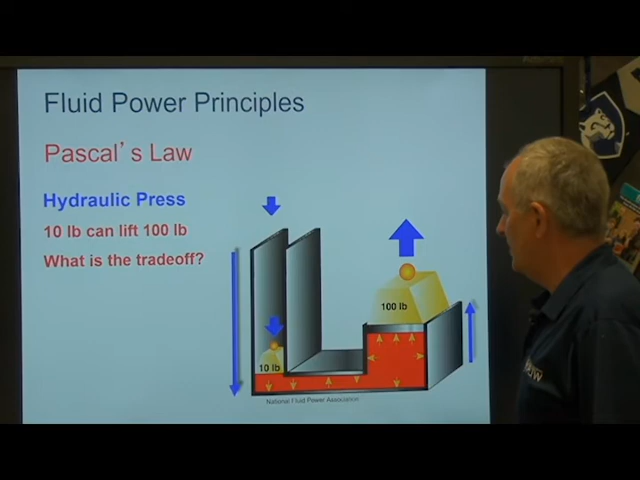 Fluid Power Principles
Pascal's Law
Hydraulic Press
10 lb can lift 100 lb
What is the tradeoff?
100 lb
10 lb
National Fluid Power Association